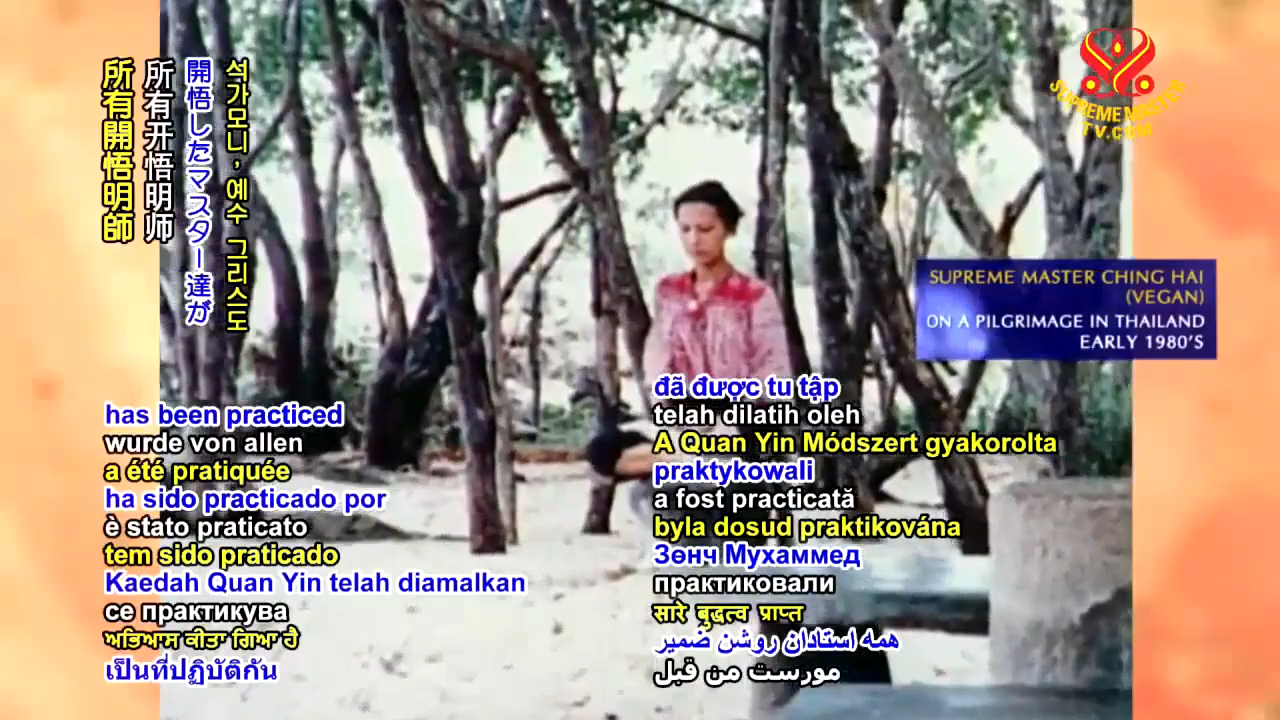 所有開悟明師
所有开悟明师
開悟したマスター達が
석가모니, 예수 그리스도
SUPREME MASTER
TV.COM
SUPREME MASTER CHING HAI
(VEGAN)
ON A PILGRIMAGE IN THAILAND
EARLY 1980'S
has been practiced
wurde von allen
a été pratiquée
ha sido practicado por
è stato praticato
tem sido praticado
Kaedah Quan Yin telah diamalkan
се практикува
ਅਭਿਆਸ ਕੀਤਾ ਗਿਆ ਹੈ
เป็นที่ปฏิบัติกัน
đã được tu tập
telah dilatih oleh
A Quan Yin Módszert gyakorolta
praktykowali
a fost practicată
byla dosud praktikována
Зөнч Мухаммед
практиковали
सारे बुद्धत्व प्राप्त
همه استادان روشن ضمیر
مورست من قبل